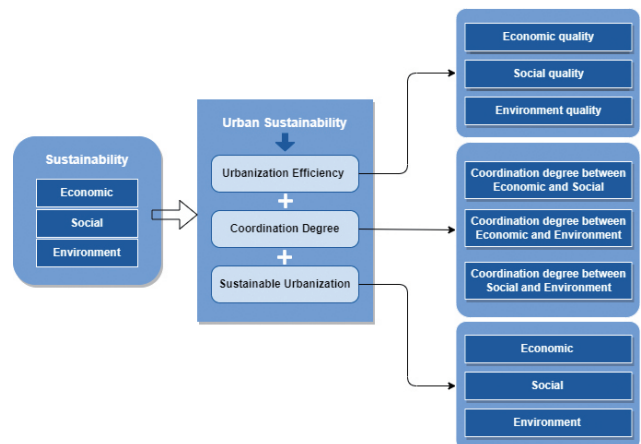 Sustainability
Economic
Social
Environment
Urban Sustainability
Urbanization Efficiency
+
Coordination Degree
+
Sustainable Urbanization
Economic quality
Social quality
Environment quality
Coordination degree between
Economic and Social
Coordination degree between
Economic and Environment
Coordination degree between
Social and Environment
Economic
Social
Environment